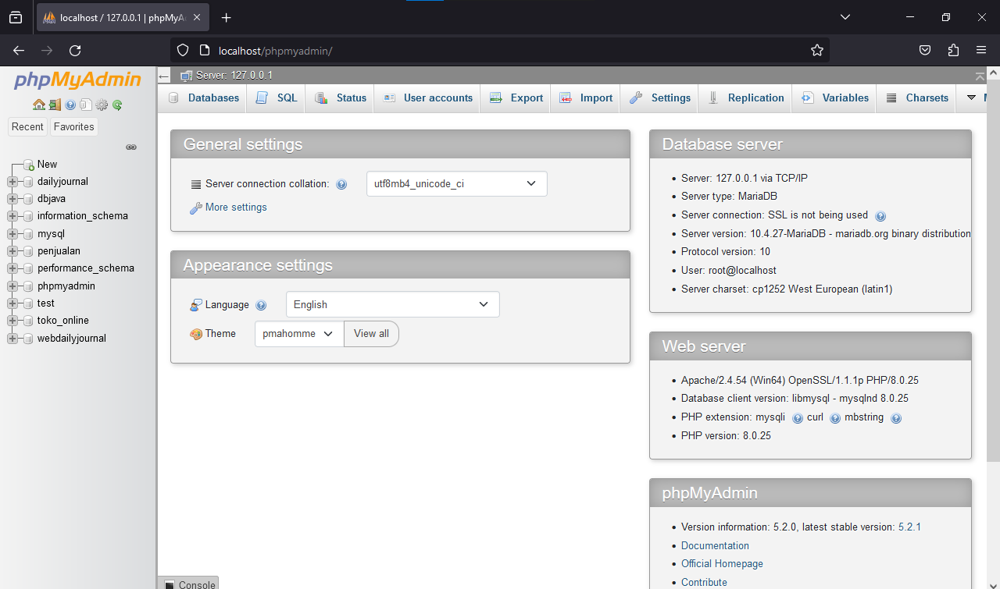 localhost / 127.0.0.1 | phpMyA
localhost/phpmyadmin/
phpMyAdmin
Recent
Favorites
New
dailyjournal
dbjava
information_schema
mysql
penjualan
performance_schema
phpmyadmin
test
toko_online
webdailyjournal
Server: 127.0.0.1
Databases
SQL
Status
User accounts
Export
Import
Settings
Replication
Variables
Charsets
General settings
Server connection collation:
utf8mb4_unicode_ci
More settings
Appearance settings
Language
English
Theme
pmahomme
View all
Database server
Server: 127.0.0.1 via TCP/IP
Server type: MariaDB
Server connection: SSL is not being used
Server version: 10.4.27-MariaDB - mariadb.org binary distribution
Protocol version: 10
User: root@localhost
Server charset: cp1252 West European (latin1)
Web server
Apache/2.4.54 (Win64) OpenSSL/1.1.1p PHP/8.0.25
Database client version: libmysql - mysqlnd 8.0.25
PHP extension: mysqli curl mbstring
PHP version: 8.0.25
phpMyAdmin
Version information: 5.2.0, latest stable version: 5.2.1
Documentation
Official Homepage
Contribute
Console